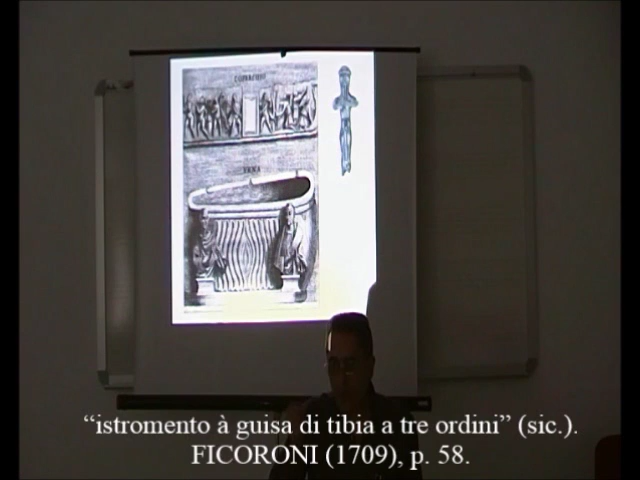 “istromento à guisa di tibia a tre ordini” (sic.).
FICORONI (1709), p. 58.